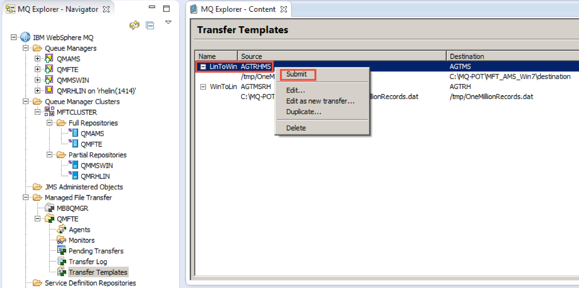 MQ Explorer - Navigator
IBM WebSphere MQ
Queue Managers
QMAMS
QMFTE
QMMSWIN
QMRHLIN on 'rhelin(1414)'
Queue Manager Clusters
MFTCLUSTER
Full Repositories
QMAMS
QMFTE
Partial Repositories
QMMSWIN
QMRHLIN
JMS Administered Objects
Managed File Transfer
MB8QMGR
QMFTE
Agents
Monitors
Pending Transfers
Transfer Log
Transfer Templates
Service Definition Repositories
MQ Explorer - Content
Transfer Templates
Name Source Destination
LinToWin AGTRHMS AGTMS
/tmp/OneM C:\MQ-POT\MFT_AMS_Win7\destination
WinToLin AGTMSRH AGTRH
C:\MQ-POT\M xMillionRecords.dat /tmp/OneMillionRecords.dat
Submit
Edit...
Edit as new transfer...
Duplicate...
Delete